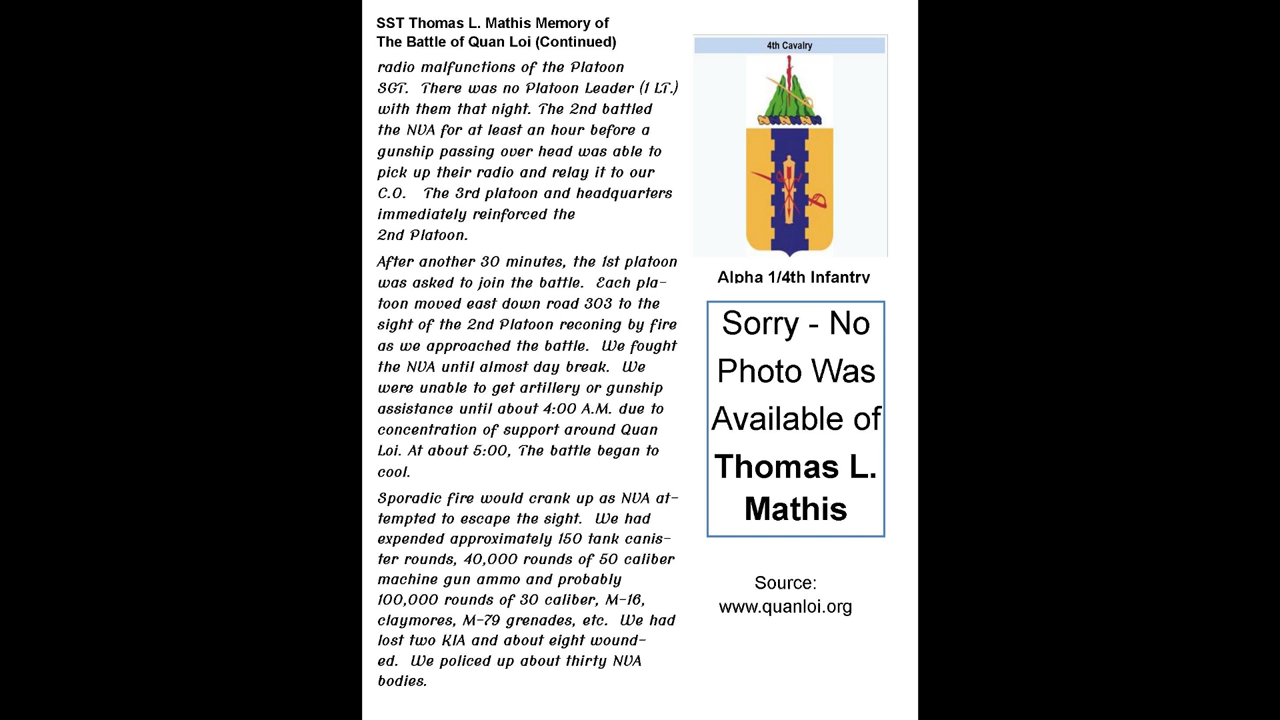 SST Thomas L. Mathis Memory of
The Battle of Quan Loi (Continued)
radio malfunctions of the Platoon
SGT. There was no Platoon Leader (1 LT.)
with them that night. The 2nd battled
the NVA for at least an hour before a
gunship passing over head was able to
pick up their radio and relay it to our
C.O. The 3rd platoon and headquarters
immediately reinforced the
2nd Platoon.
After another 30 minutes, the 1st platoon
was asked to join the battle. Each pla-
toon moved east down road 303 to the
sight of the 2nd Platoon reconing by fire
as we approached the battle. We fought
the NVA until almost day break. We
were unable to get artillery or gunship
assistance until about 4:00 A.M. due to
concentration of support around Quan
Loi. At about 5:00, The battle began to
cool.
Sporadic fire would crank up as NVA at-
tempted to escape the sight. We had
expended approximately 150 tank canis-
ter rounds, 40,000 rounds of 50 caliber
machine gun ammo and probably
100,000 rounds of 30 caliber, M-16,
claymores, M-79 grenades, etc. We had
lost two KIA and about eight wound-
ed. We policed up about thirty NVA
bodies.
4th Cavalry
Alpha 1/4th Infantry
Sorry - No
Photo Was
Available of
Thomas L.
Mathis
Source:
www.quanloi.org